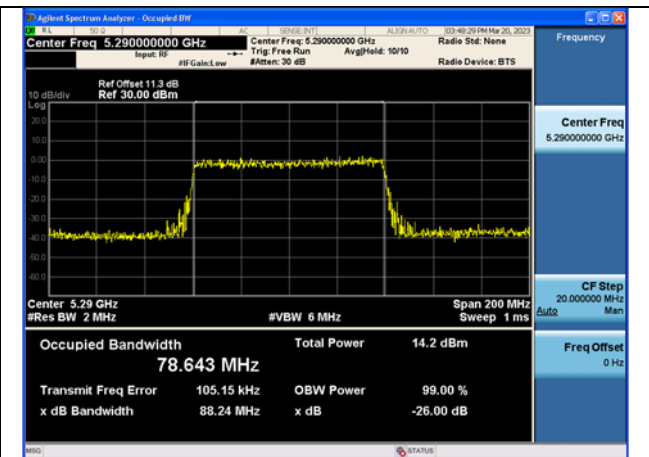 Agilent Spectrum Analyzer - Occupied BW
RL 50 Ω AC SENSE:INT ALIGNAUTO 03:48:29 PM Mar 20, 2023
Center Freq 5.290000000 GHz Center Freq: 5.290000000 GHz Radio Std: None
Input: RF Trig: Free Run Avg|Hold: 10/10
#IFGain:Low #Atten: 30 dB Radio Device: BTS
Frequency
Ref Offset 11.3 dB
10 dB/div Ref 30.00 dBm
Log
20.0
10.0
0.00
-10.0
-20.0
-30.0
-40.0
-50.0
-60.0
Center Freq
5.290000000 GHz
Center 5.29 GHz Span 200 MHz
#Res BW 2 MHz #VBW 6 MHz Sweep 1 ms
CF Step
20.000000 MHz
Auto Man
Occupied Bandwidth Total Power 14.2 dBm
78.643 MHz
Transmit Freq Error 105.15 kHz OBW Power 99.00 %
x dB Bandwidth 88.24 MHz x dB -26.00 dB
Freq Offset
0 Hz
MSG STATUS